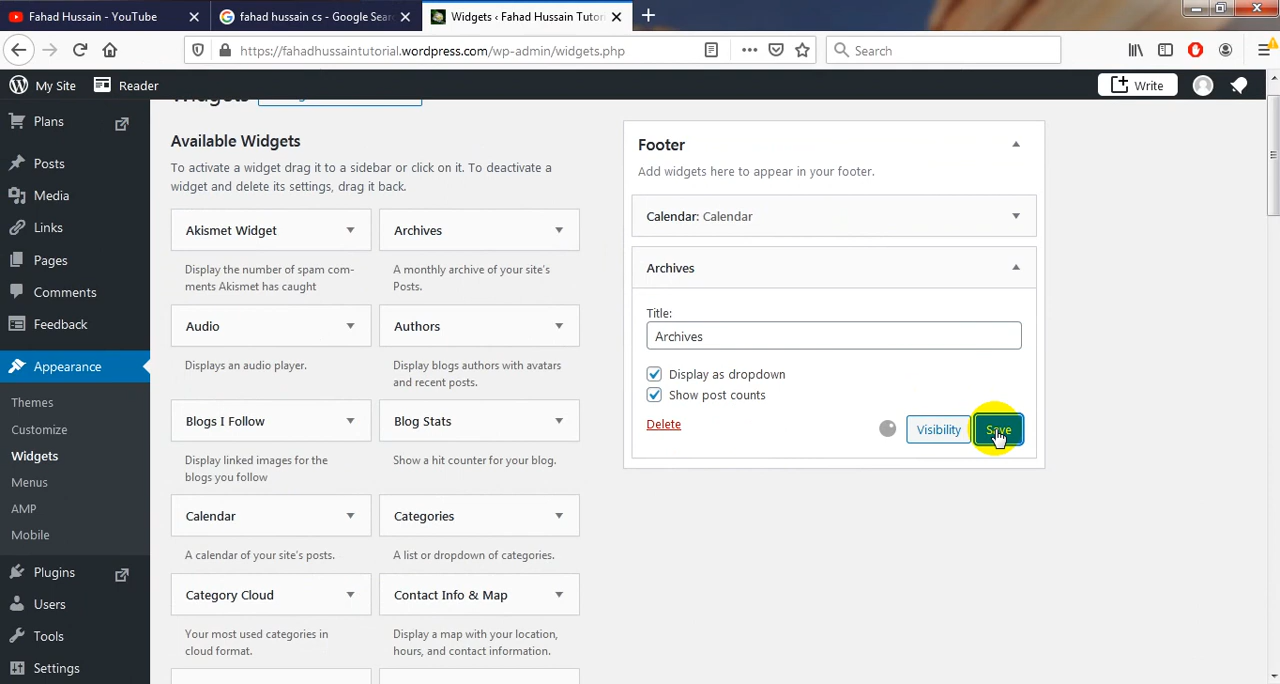 Fahad Hussain - YouTube
fahad hussain cs - Google Sear
Widgets ‹ Fahad Hussain Tutor
https://fahadhussaintutorial.wordpress.com/wp-admin/widgets.php
Search
My Site
Reader
Write
Plans
Posts
Media
Links
Pages
Comments
Feedback
Appearance
Themes
Customize
Widgets
Menus
AMP
Mobile
Plugins
Users
Tools
Settings
Widgets
Available Widgets
To activate a widget drag it to a sidebar or click on it. To deactivate a
widget and delete its settings, drag it back.
Akismet Widget
Archives
Display the number of spam com-
ments Akismet has caught
A monthly archive of your site's
Posts.
Audio
Authors
Displays an audio player.
Display blogs authors with avatars
and recent posts.
Blogs I Follow
Blog Stats
Display linked images for the
blogs you follow
Show a hit counter for your blog.
Calendar
Categories
A calendar of your site's posts.
A list or dropdown of categories.
Category Cloud
Contact Info & Map
Your most used categories in
cloud format.
Display a map with your location,
hours, and contact information.
Footer
Add widgets here to appear in your footer.
Calendar: Calendar
Archives
Title:
Archives
Display as dropdown
Show post counts
Delete
Visibility
Save